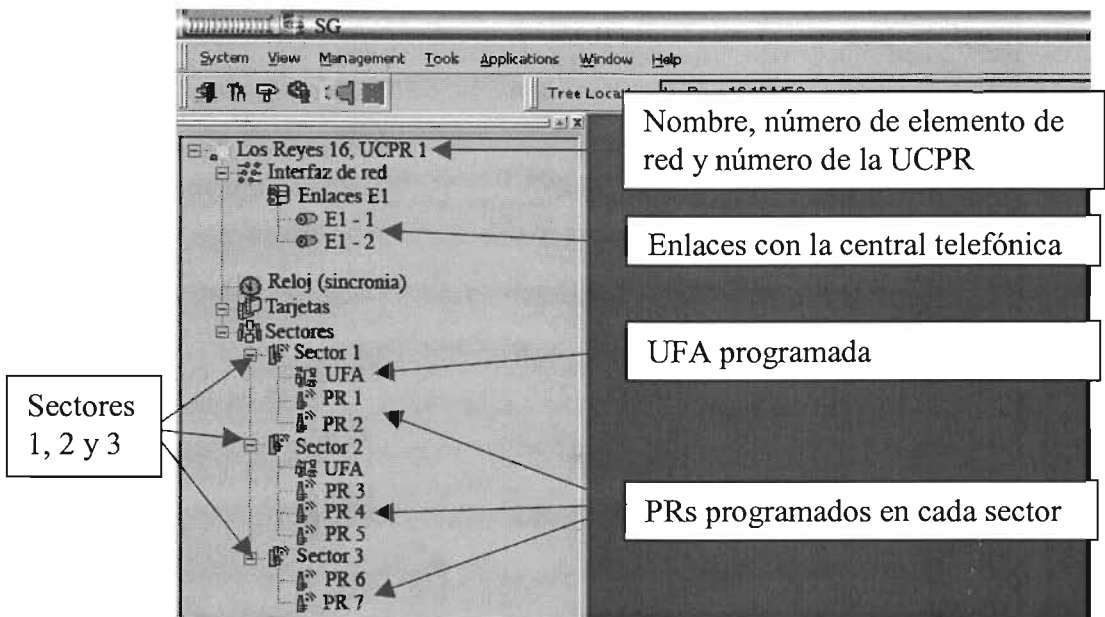 SG
System View Management Tools Applications Window Help
Tree
Nombre, número de elemento de
red y número de la UCPR
Los Reyes 16, UCPR 1
Interfaz de red
Enlaces E1
E1 - 1
E1 - 2
Enlaces con la central telefónica
Reloj (sincronia)
Tarjetas
Sectores
Sector 1
UFA
PR 1
PR 2
UFA programada
Sectores
1, 2 y 3
Sector 2
UFA
PR 3
PR 4
PR 5
PRs programados en cada sector
Sector 3
PR 6
PR 7